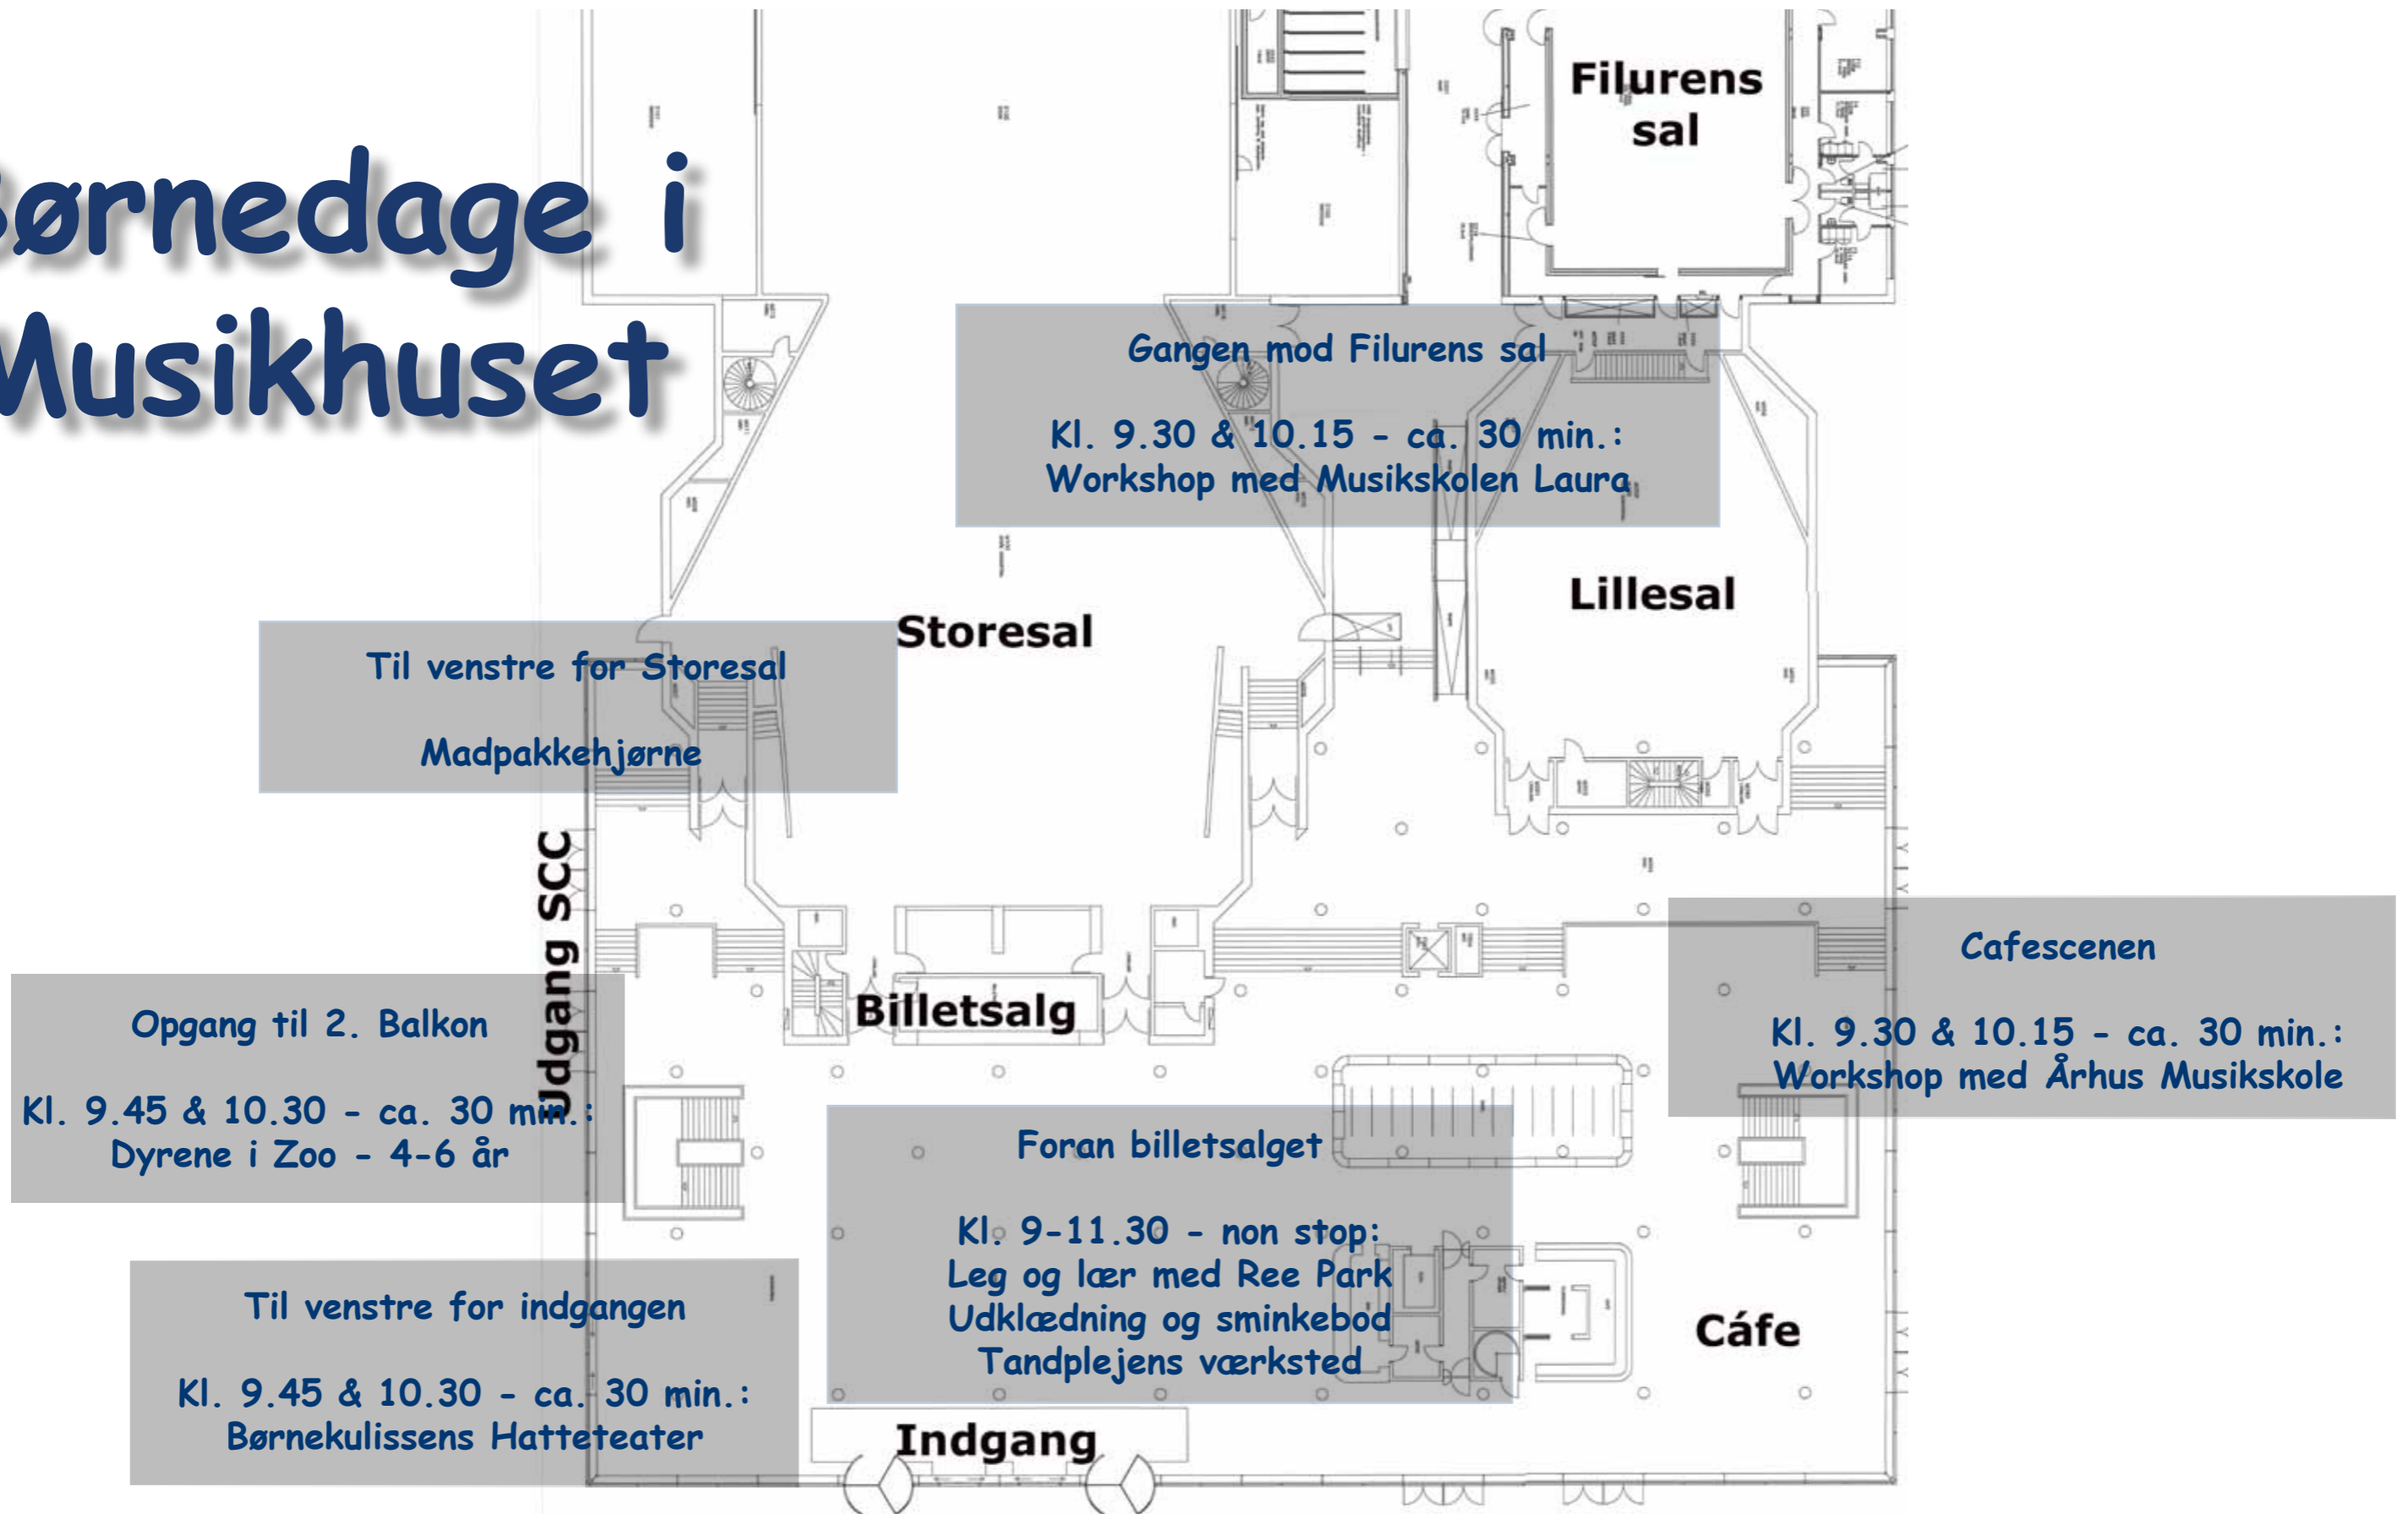 Børnedage i
Musikhuset
Filurens
sal
Gangen mod Filurens sal
Kl. 9.30 & 10.15 - ca. 30 min.:
Workshop med Musikskolen Laura
Lillesal
Storesal
Til venstre for Storesal
Madpakkehjørne
Udgang SCC
Cafescenen
Kl. 9.30 & 10.15 - ca. 30 min.:
Workshop med Århus Musikskole
Billetsalg
Opgang til 2. Balkon
Kl. 9.45 & 10.30 - ca. 30 min.:
Dyrene i Zoo - 4-6 år
Foran billetsalget
Kl. 9-11.30 - non stop:
Leg og lær med Ree Park
Udklædning og sminkebod
Tandplejens værksted
Cáfe
Til venstre for indgangen
Kl. 9.45 & 10.30 - ca. 30 min.:
Børnekulissens Hatteteater
Indgang